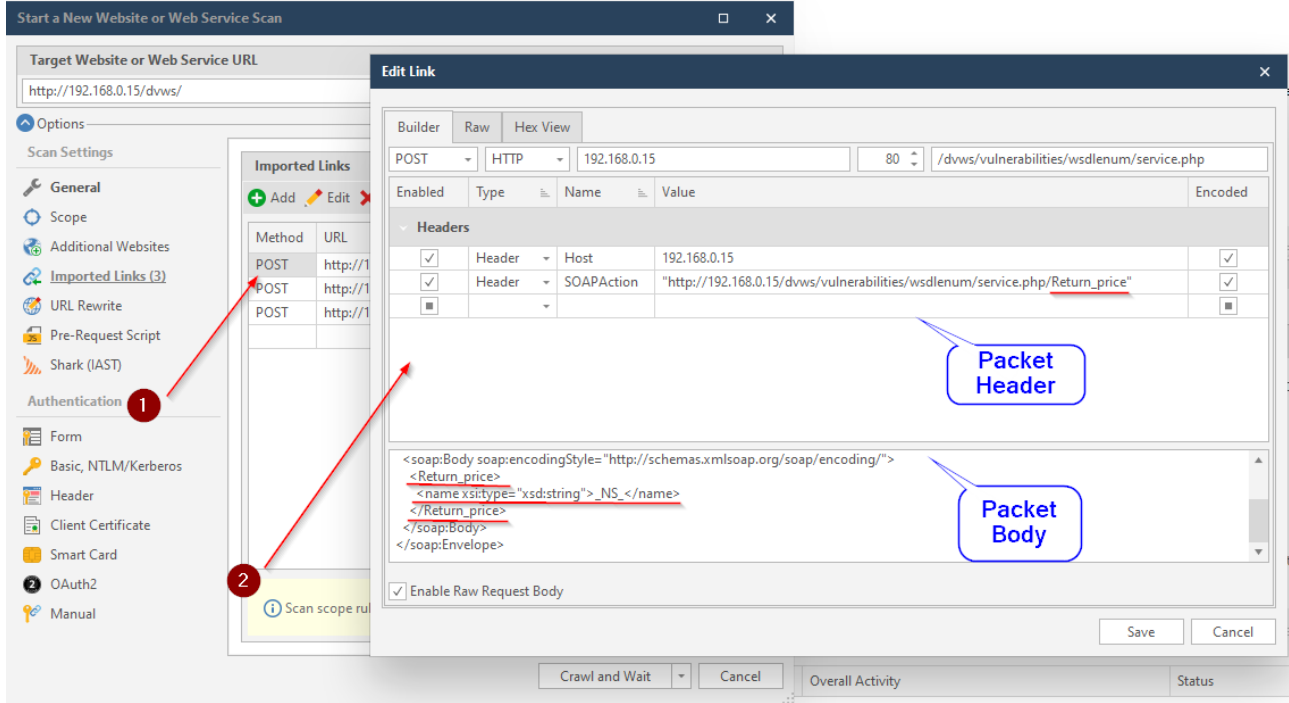 Start a New Website or Web Service Scan
Target Website or Web Service URL
http://192.168.0.15/dvws/
Options
Scan Settings
General
Scope
Additional Websites
Imported Links (3)
URL Rewrite
JS
Pre-Request Script
Shark (IAST)
Authentication
1
Form
Basic, NTLM/Kerberos
Header
Client Certificate
Smart Card
2
OAuth2
Manual
Imported Links
Add Edit
Method URL
POST http://1
POST http://1
POST http://1
2
Scan scope rul
Crawl and Wait Cancel
Edit Link
Builder Raw Hex View
POST HTTP 192.168.0.15 80 /dvws/vulnerabilities/wsdlenum/service.php
Enabled Type Name Value Encoded
Headers
Header Host 192.168.0.15
Header SOAPAction "http://192.168.0.15/dvws/vulnerabilities/wsdlenum/service.php/Return_price"
Packet
Header
<soap:Body soap:encodingStyle="http://schemas.xmlsoap.org/soap/encoding/">
<Return_price>
<name xsi:type="xsd:string">_NS_</name>
</Return_price>
</soap:Body>
</soap:Envelope>
Packet
Body
Enable Raw Request Body
Save Cancel
Overall Activity Status